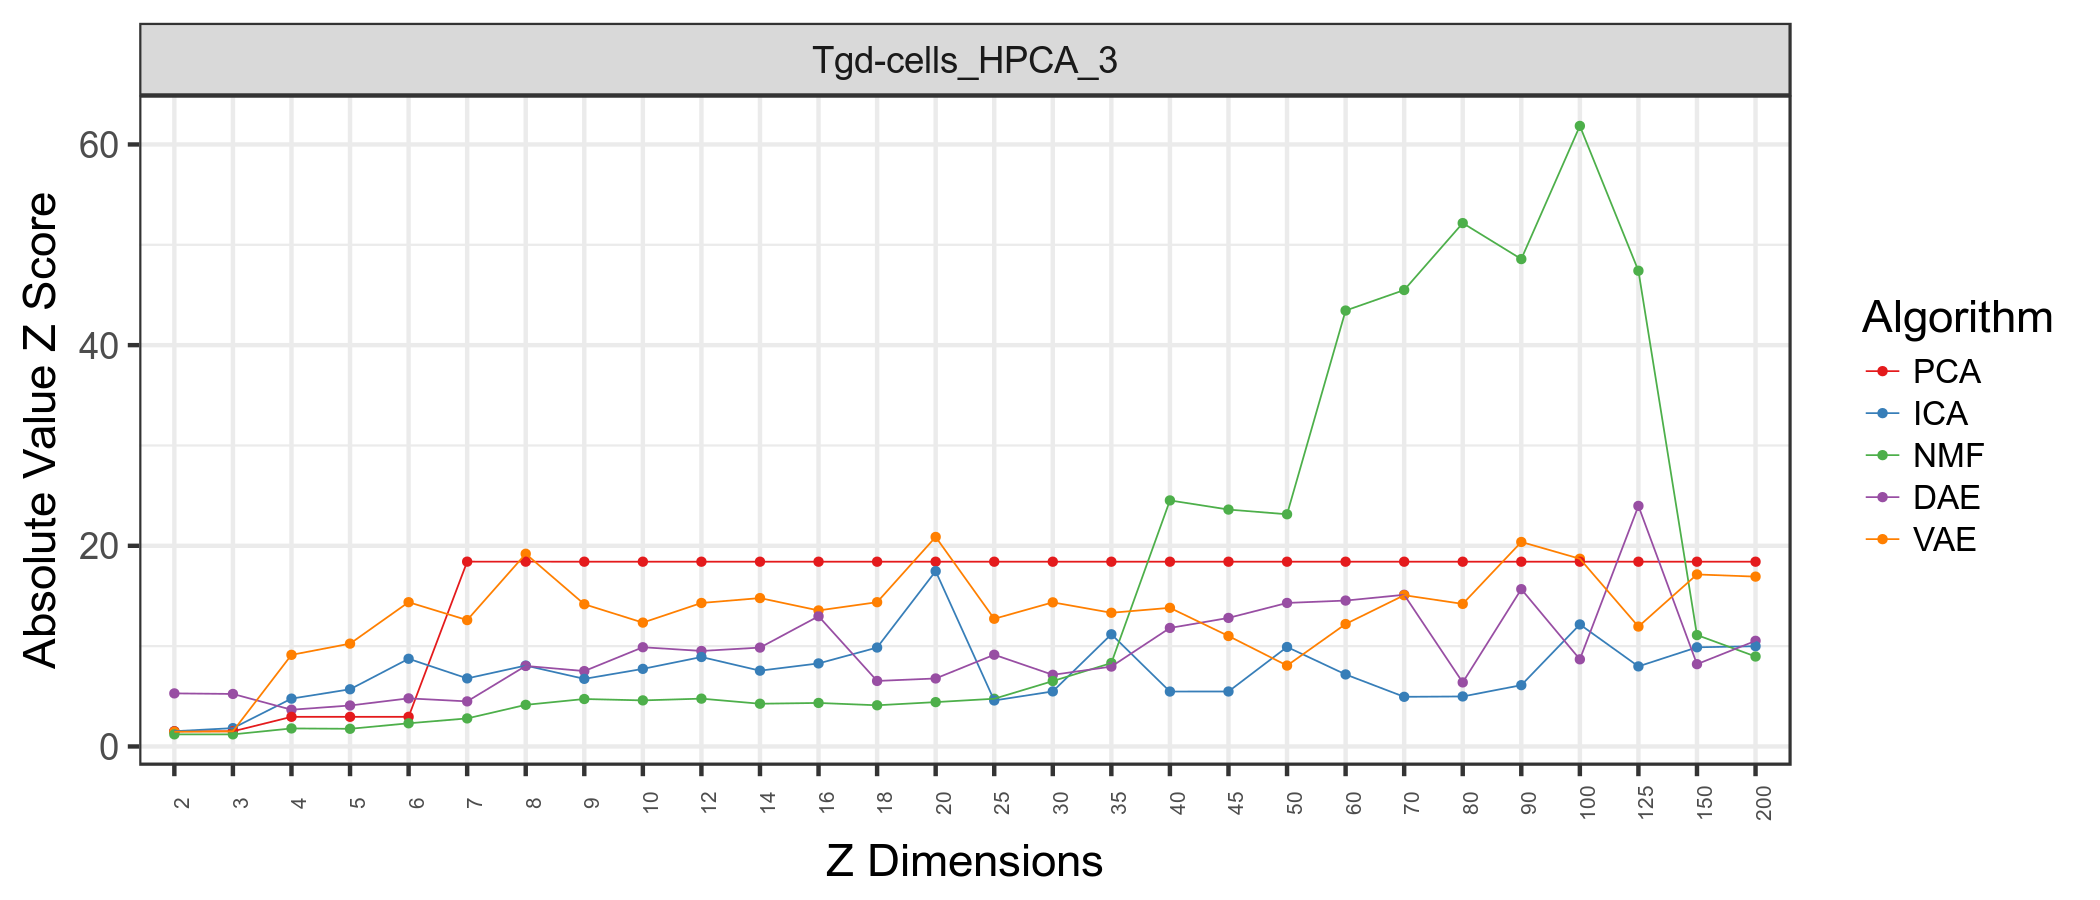 Tgd-cells_HPCA_3
Absolute Value Z Score
60
40
20
0
2 3 4 5 6 7 8 9 10 12 14 16 18 20 25 30 35 40 45 50 60 70 80 90 100 125 150 200
Z Dimensions
Algorithm
PCA
ICA
NMF
DAE
VAE